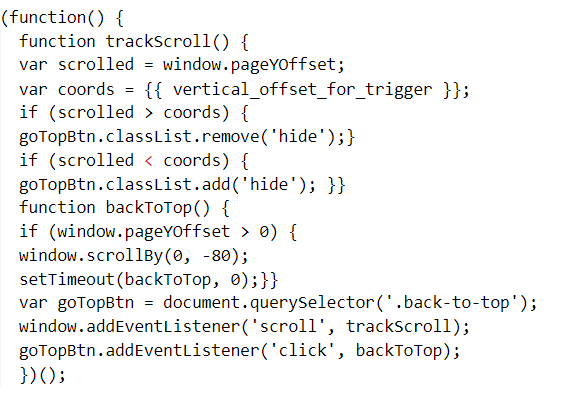 (function() {
function trackScroll() {
var scrolled = window.pageYOffset;
var coords = {{ vertical_offset_for_trigger }};
if (scrolled > coords) {
goTopBtn.classList.remove('hide');}
if (scrolled < coords) {
goTopBtn.classList.add('hide'); }}
function backToTop() {
if (window.pageYOffset > 0) {
window.scrollBy(0, -80);
setTimeout(backToTop, 0);}}
var goTopBtn = document.querySelector('.back-to-top');
window.addEventListener('scroll', trackScroll);
goTopBtn.addEventListener('click', backToTop);
})();